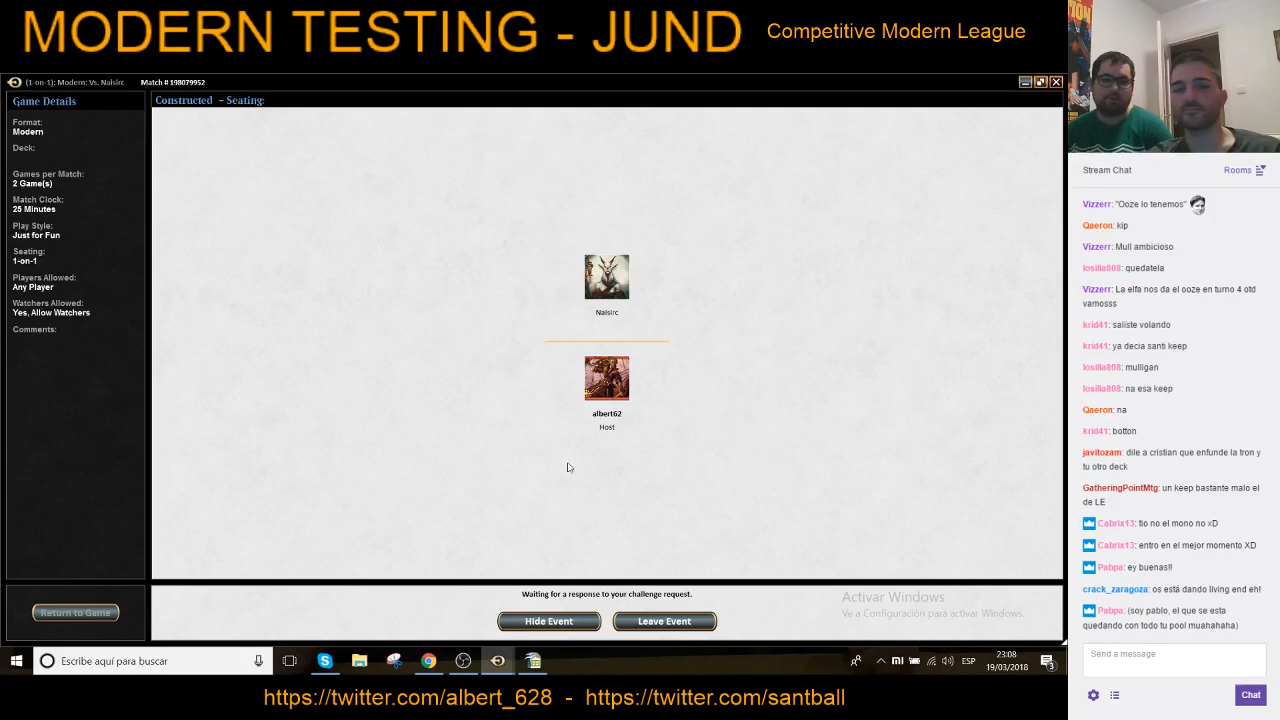 MODERN TESTING - JUND
Competitive Modern League
(1-on-1): Modern: Vs. Naisirc
Match # 198079952
Game Details
Format:
Modern
Deck:
Games per Match:
2 Game(s)
Match Clock:
25 Minutes
Play Style:
Just for Fun
Seating:
1-on-1
Players Allowed:
Any Player
Watchers Allowed:
Yes, Allow Watchers
Comments:
Return to Game
Constructed - Seating:
Naisirc
albert62
Host
Waiting for a response to your challenge request.
Hide Event
Leave Event
Activar Windows
Ve a Configuración para activar Windows.
Escribe aquí para buscar
ESP
23:08
19/03/2018
3
https://twitter.com/albert_628 - https://twitter.com/santball
Stream Chat
Rooms
Vizzerr: "Ooze lo tenemos"
Qaeron: kip
Vizzerr: Mull ambicioso
losilla808: quedatela
Vizzerr: La elfa nos da el ooze en turno 4 otd
vamosss
krid41: saliste volando
krid41: ya decia santi keep
losilla808: mulligan
losilla808: na esa keep
Qaeron: na
krid41: botton
javitozam: dile a cristian que enfunde la tron y
tu otro deck
GatheringPointMtg: un keep bastante malo el
de LE
Cabrix13: tio no el mono no xD
Cabrix13: entro en el mejor momento XD
Pabpa: ey buenas!!
crack_zaragoza: os está dando living end eh!
Pabpa: (soy pablo, el que se esta
quedando con todo tu pool muahahaha)
Send a message
Chat